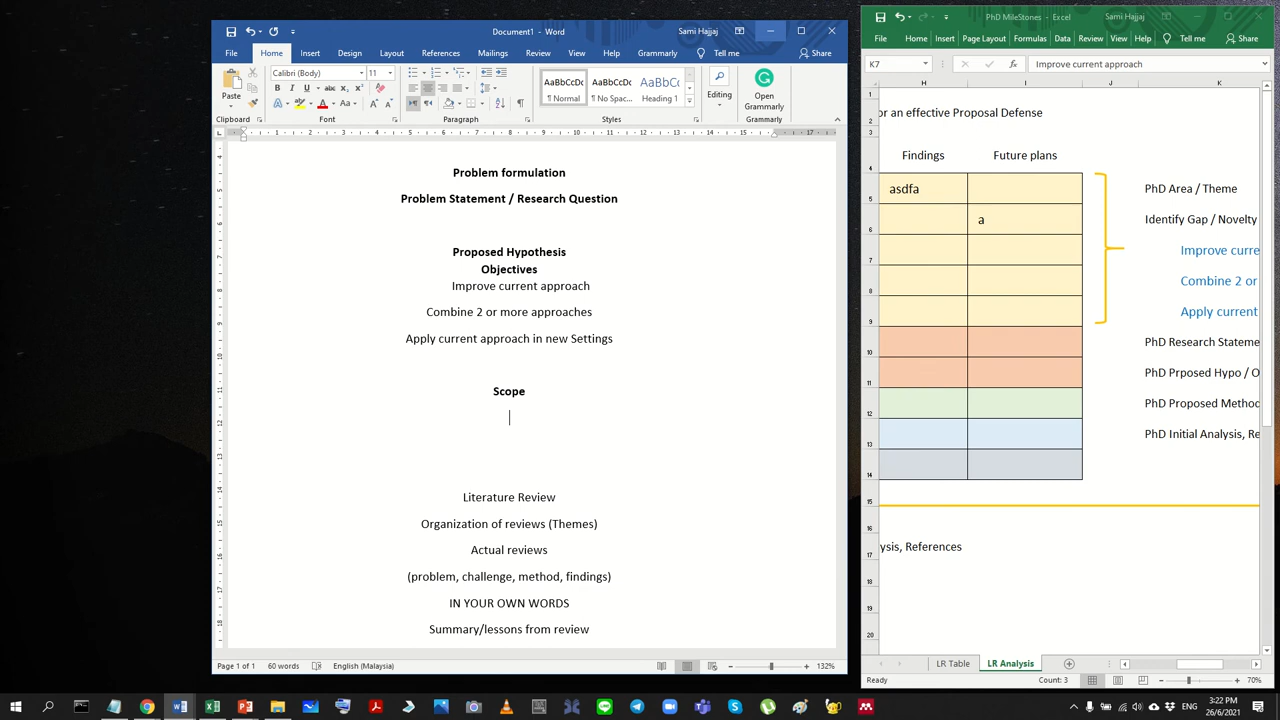 Document1 - Word
Sami Hajjaj
File Home Insert Design Layout References Mailings Review View Help Grammarly Tell me Share
Calibri (Body) 11
Paste
AaBbCcDc AaBbCcDc AaBbCc
¶ Normal ¶ No Spac... Heading 1
Editing
Open Grammarly
Clipboard Font Paragraph Styles Grammarly
Problem formulation
Problem Statement / Research Question
Proposed Hypothesis
Objectives
Improve current approach
Combine 2 or more approaches
Apply current approach in new Settings
Scope
Literature Review
Organization of reviews (Themes)
Actual reviews
(problem, challenge, method, findings)
IN YOUR OWN WORDS
Summary/lessons from review
Page 1 of 1 60 words English (Malaysia) 132%
PhD MileStones - Excel
Sami Hajjaj
File Home Insert Page Layout Formulas Data Review View Help Tell me Share
K7 fx Improve current approach
H I J K
or an effective Proposal Defense
Findings Future plans
asdfa
a
PhD Area / Theme
Identify Gap / Novelty
Improve curre
Combine 2 or
Apply current
PhD Research Stateme
PhD Prposed Hypo / O
PhD Proposed Methoc
PhD Initial Analysis, Re
ysis, References
LR Table LR Analysis
Ready Count: 3 70%
3:22 PM
26/6/2021